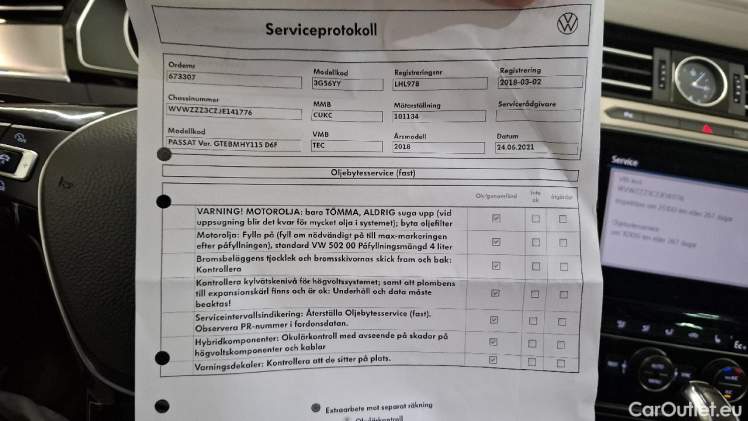 Serviceprotokoll
Ordernr
673307
Modellkod
3G56YY
Registreringsnr
LHL978
Registrering
2018-03-02
Chassinummer
WVWZZZ3CZJE141776
MMB
CUKC
Mätarställning
101134
Servicerådgivare
Modellkod
PASSAT Ver. GTEBMHY115 D6F
VMB
TEC
Årsmodell
2018
Datum
24.06.2021
Oljebytesservice (fast)
Ok/genomförd
Inte ok
Åtgärdat
VARNING! MOTOROLJA: bara TÖMMA, ALDRIG suga upp (vid
uppsugning blir det kvar för mycket olja i systemet); byta oljefilter
Motorolja: Fylla på (fyll om nödvändigt på till max-markeringen
efter påfyllningen), standard VW 502 00 Påfyllningsmängd 4 liter
Bromsbeläggens tjocklek och bromsskivornas skick fram och bak:
Kontrollera
Kontrollera kylvätskenivå för högvoltssystemet; samt att plomben
till expansionskärl finns och är ok: Underhåll och data måste
beaktas!
Serviceintervallsindikering: Återställa Oljebytesservice (fast).
Observera PR-nummer i fordonsdatan.
Hybridkomponenter: Okulärkontroll med avseende på skador på
högvoltskomponenter och kablar
Varningsdekaler: Kontrollera att de sitter på plats.
Extraarbete mot separat räkning
Okulärkontroll
Service
CarOutlet.eu